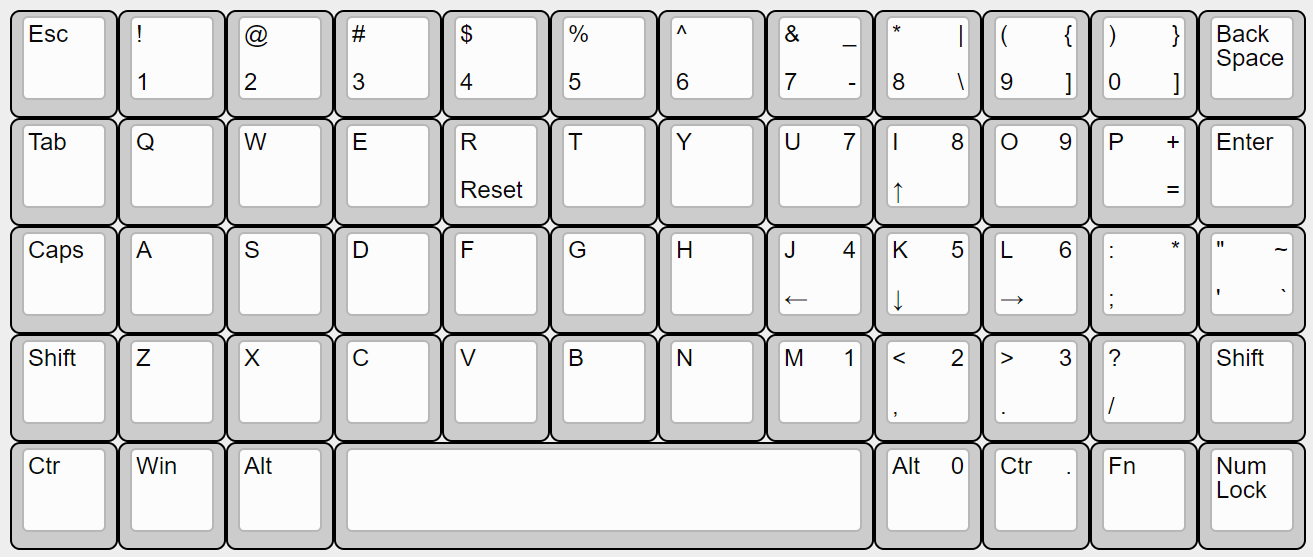 Esc ! @ # $ % ^ & _ * | ( { ) } Back
Space
1 2 3 4 5 6 7 - 8 \ 9 ] 0 ]
Tab Q W E R T Y U 7 I 8 O 9 P + Enter
Reset ↑ =
Caps A S D F G H J 4 K 5 L 6 : * " ~
← ↓ → ; ' `
Shift Z X C V B N M 1 < 2 > 3 ? Shift
, . /
Ctr Win Alt Alt 0 Ctr . Fn Num
Lock